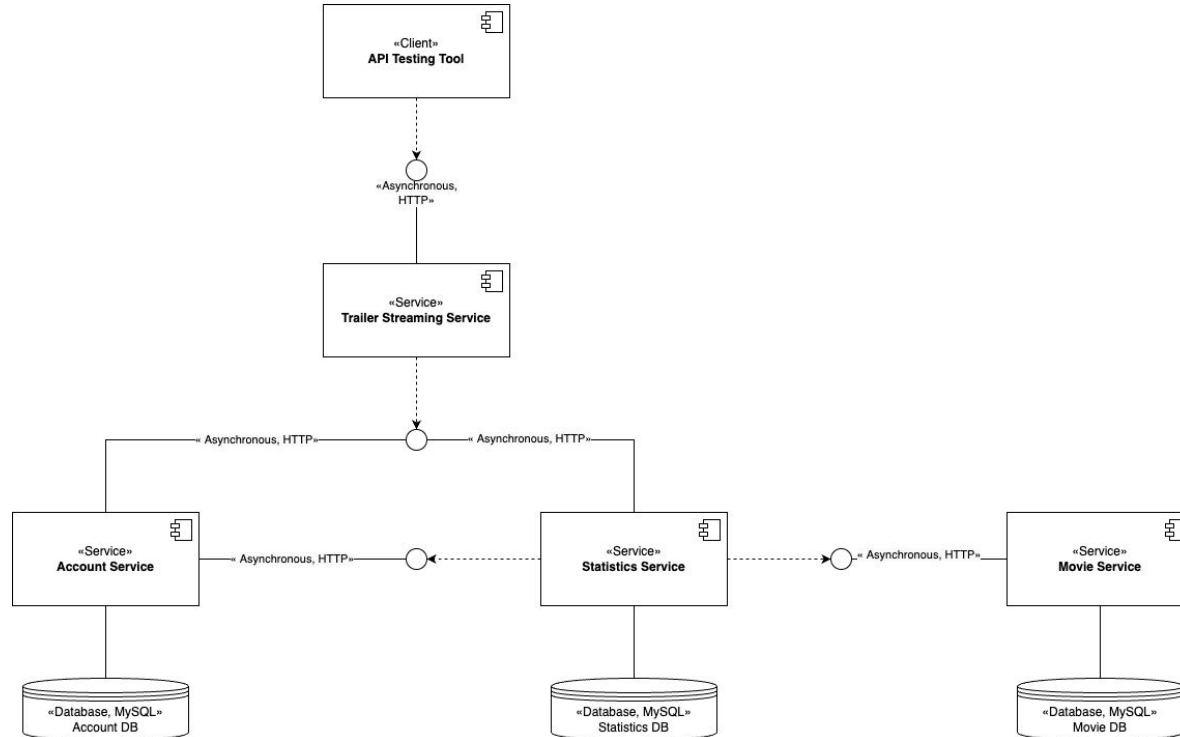 «Client»
API Testing Tool
«Asynchronous,
HTTP»
«Service»
Trailer Streaming Service
« Asynchronous, HTTP»
« Asynchronous, HTTP»
«Service»
Account Service
« Asynchronous, HTTP»
«Service»
Statistics Service
« Asynchronous, HTTP»
«Service»
Movie Service
«Database, MySQL»
Account DB
«Database, MySQL»
Statistics DB
«Database, MySQL»
Movie DB